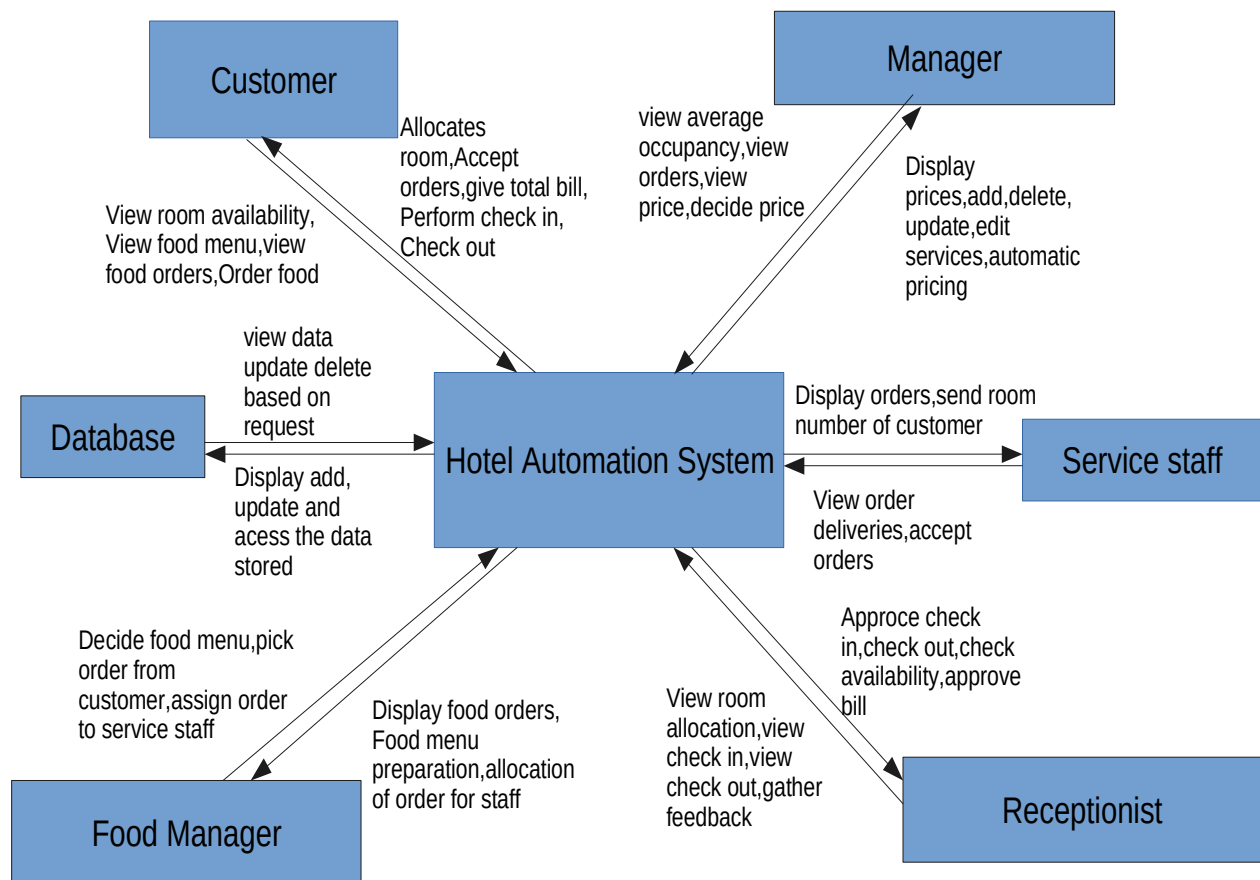 Customer
Manager
Allocates
room,Accept
orders,give total bill,
Perform check in,
Check out
view average
occupancy,view
orders,view
price,decide price
Display
prices,add,delete,
update,edit
services,automatic
pricing
View room availability,
View food menu,view
food orders,Order food
view data
update delete
based on
request
Database
Hotel Automation System
Display orders,send room
number of customer
Service staff
Display add,
update and
acess the data
stored
View order
deliveries,accept
orders
Decide food menu,pick
order from
customer,assign order
to service staff
Display food orders,
Food menu
preparation,allocation
of order for staff
View room
allocation,view
check in,view
check out,gather
feedback
Approce check
in,check out,check
availability,approve
bill
Food Manager
Receptionist